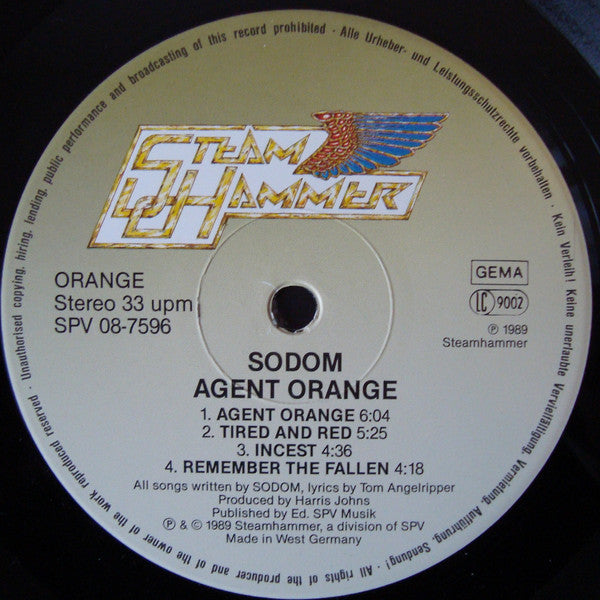 Unauthorised copying, hiring, lending, public performance and broadcasting of this record prohibited · Alle Urheber- und Leistungsschutzrechte vorbehalten · Kein Verleih! Keine unerlaubte Vervielfältigung, Vermietung, Aufführung, Sendung! · All rights of the producer and of the owner of the work reproduced reserved ·
STEAM
HAMMER
ORANGE
Stereo 33 upm
SPV 08-7596
GEMA
LC 9002
℗ 1989
Steamhammer
SODOM
AGENT ORANGE
1. AGENT ORANGE 6:04
2. TIRED AND RED 5:25
3. INCEST 4:36
4. REMEMBER THE FALLEN 4:18
All songs written by SODOM, lyrics by Tom Angelripper
Produced by Harris Johns
Published by Ed. SPV Musik
℗ & © 1989 Steamhammer, a division of SPV
Made in West Germany